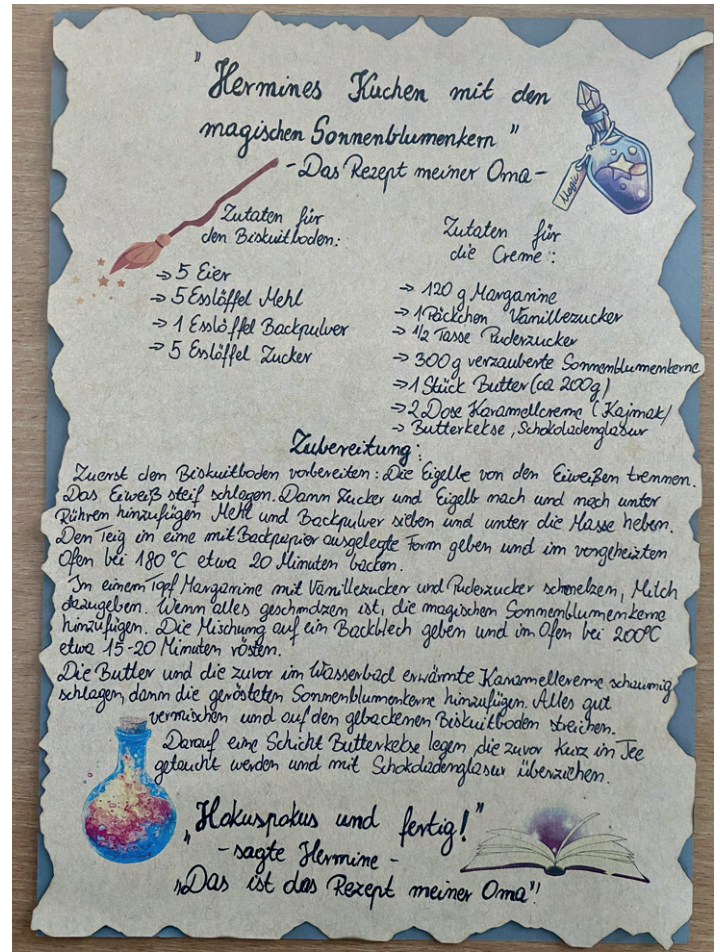 "Hermines Kuchen mit den
magischen Sonnenblumenkern"
-Das Rezept meiner Oma-
Magic
Zutaten für
den Biskuitboden:
→ 5 Eier
→ 5 Esslöffel Mehl
→ 1 Esslöffel Backpulver
→ 5 Esslöffel Zucker
Zutaten für
die Creme:
→ 120 g Margarine
→ 1 Päckchen Vanillezucker
→ 1/2 Tasse Puderzucker
→ 300 g verzauberte Sonnenblumenkerne
→ 1 Stück Butter (ca 200g)
→ 2 Dose Karamellcreme (Kajmak/
→ Butterkekse, Schokoladenglasur
Zubereitung:
Zuerst den Biskuitboden vorbereiten: Die Eigelbe von den Eiweißen trennen.
Das Eiweiß steif schlagen. Dann Zucker und Eigelb nach und nach unter
Rühren hinzufügen Mehl und Backpulver sieben und unter die Masse heben.
Den Teig in eine mit Backpapier ausgelegte Form geben und im vorgeheizten
Ofen bei 180 °C etwa 20 Minuten backen.
In einem Topf Margarine mit Vanillezucker und Puderzucker schmelzen, Milch
dazugeben. Wenn alles geschmolzen ist, die magischen Sonnenblumenkerne
hinzufügen. Die Mischung auf ein Backblech geben und im Ofen bei 200°C
etwa 15-20 Minuten rösten.
Die Butter und die zuvor im Wasserbad erwärmte Karamellcreme schaumig
schlagen, dann die gerösteten Sonnenblumenkerne hinzufügen. Alles gut
vermischen und auf den gebackenen Biskuitboden streichen.
Darauf eine Schicht Butterkekse legen, die zuvor kurz in Tee
getaucht werden und mit Schokoladenglasur überziehen.
„Hokuspokus und fertig!"
-sagte Hermine-
„Das ist das Rezept meiner Oma"!